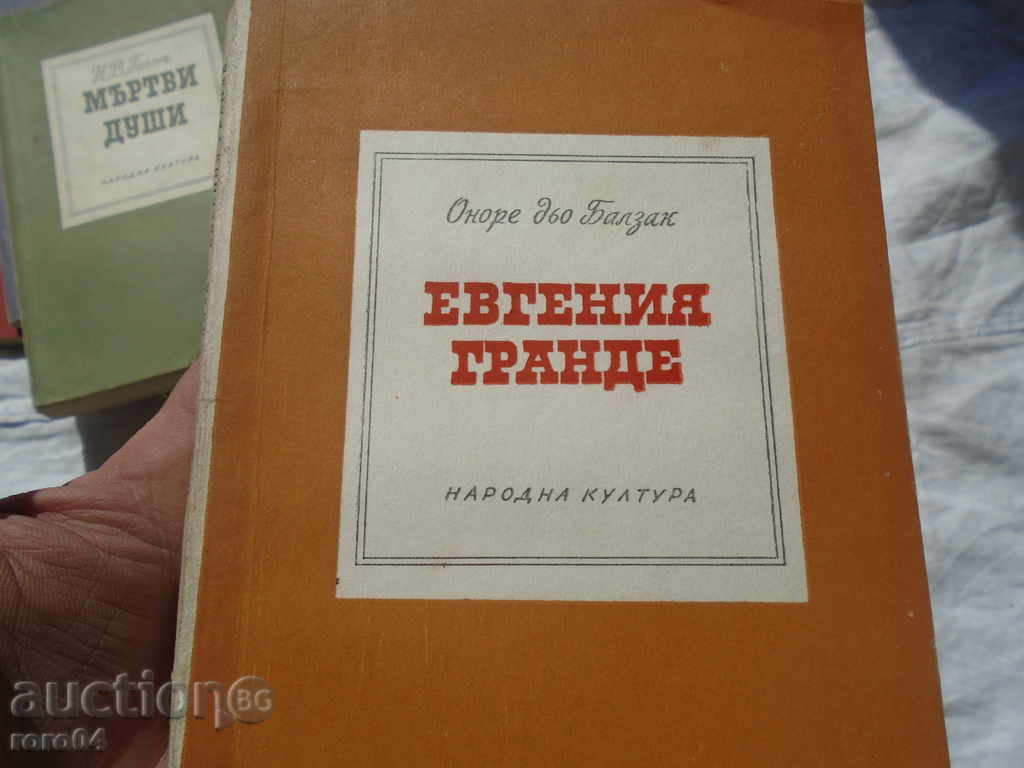 Н. В. Гоголь
МЪРТВИ
ДУШИ
НАРОДНА КУЛТУРА
Оноре дьо Балзак
ЕВГЕНИЯ
ГРАНДЕ
НАРОДНА КУЛТУРА
auction BG
roro04